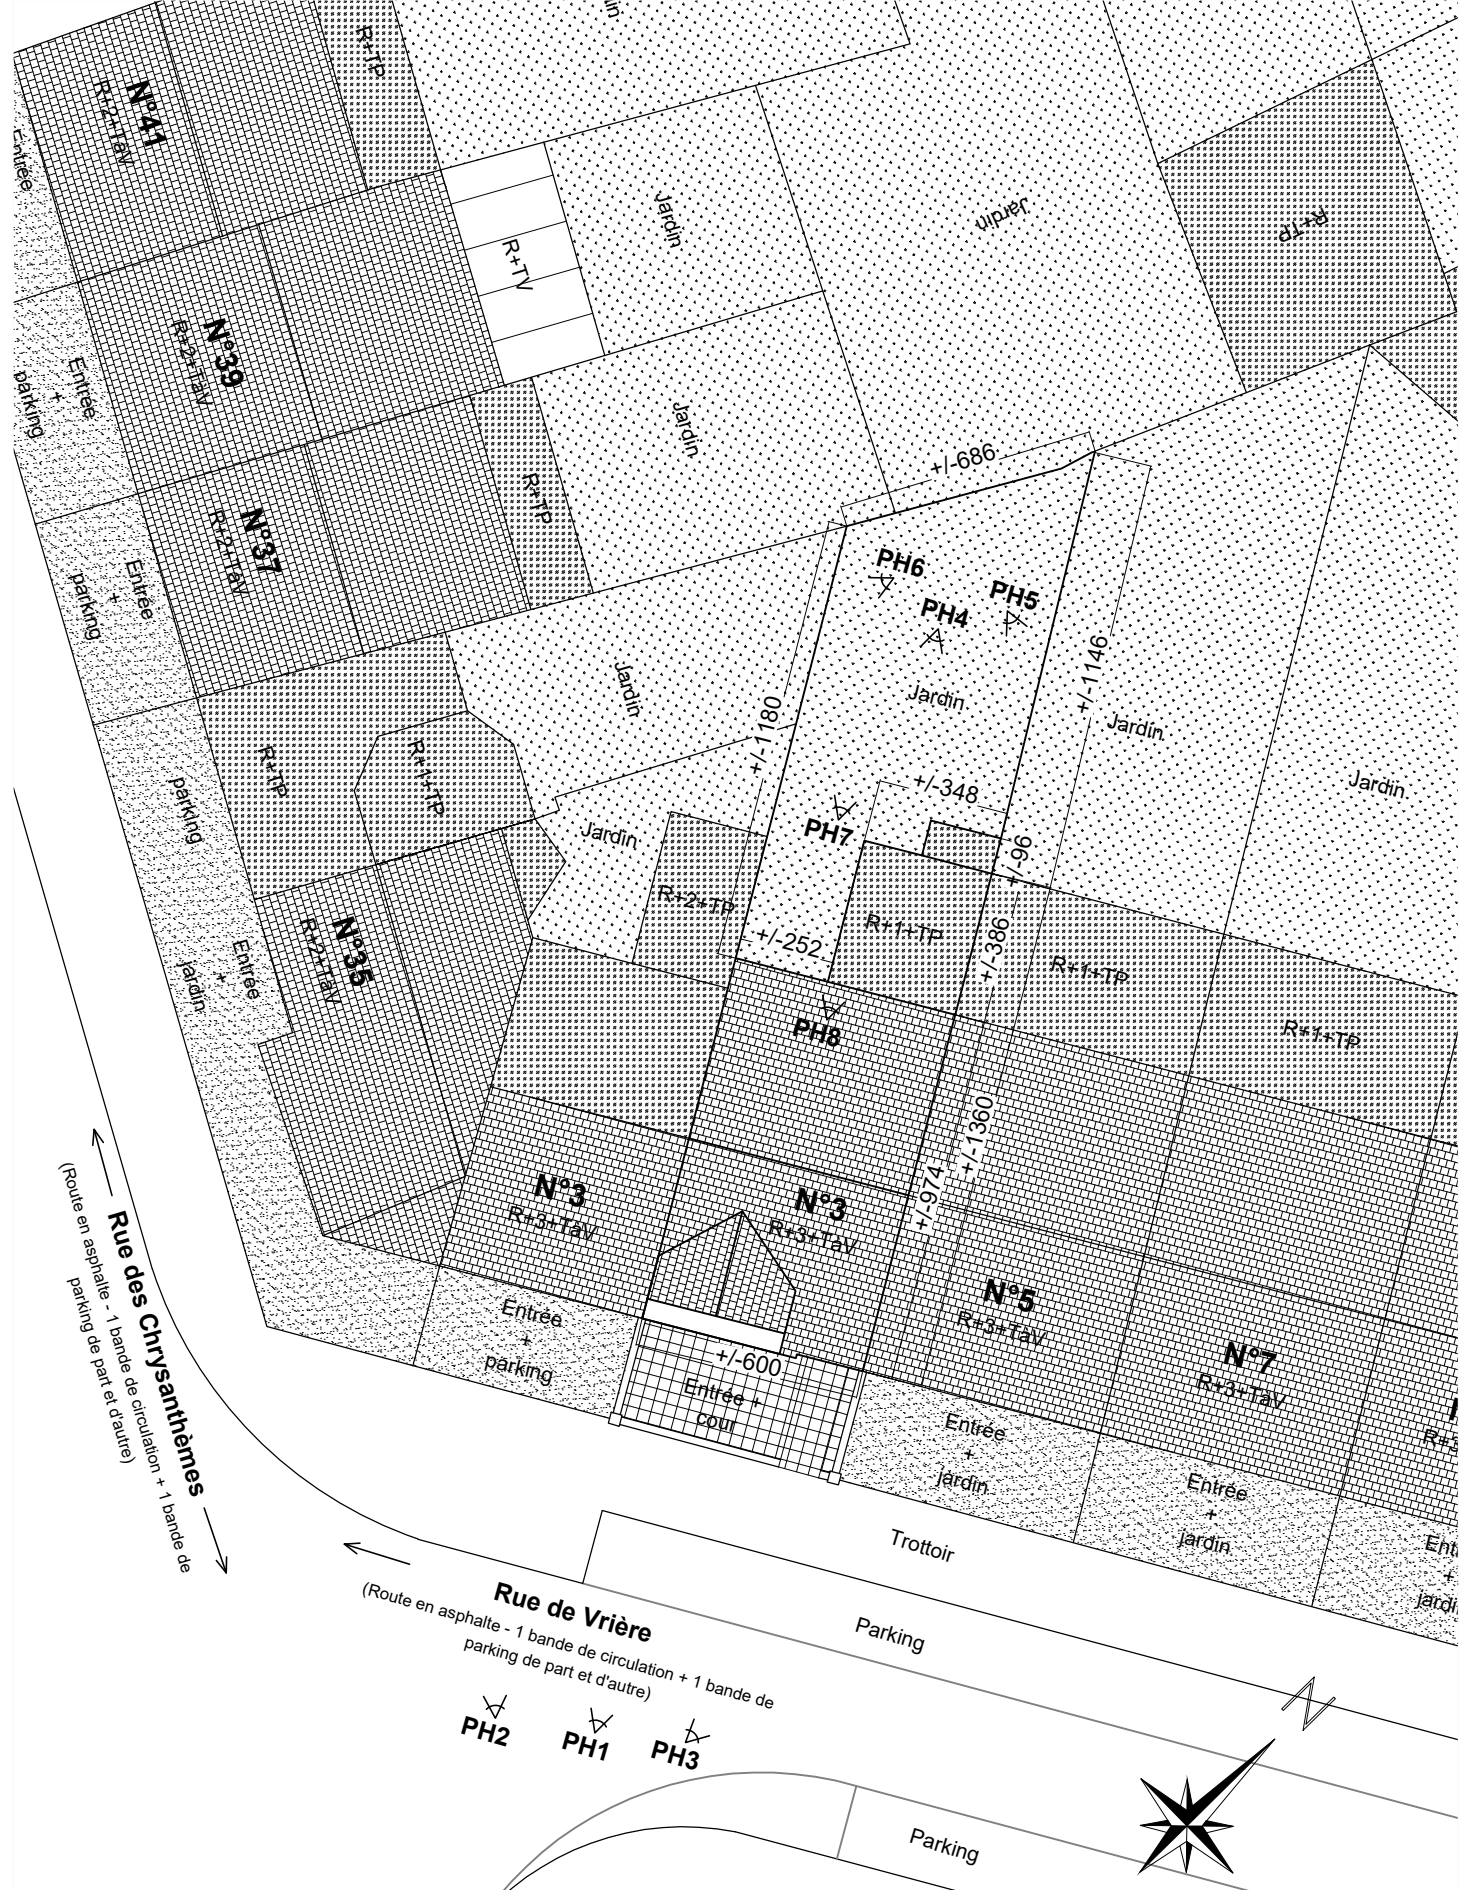 R+TP
N°41
R+2+TaV
Entrée
Jardin
R+TV
Jardin
R+TP
N°39
R+2+TaV
Entrée
+
parking
Jardin
R+TP
+/-686
N°37
R+2+TaV
Entrée
+
parking
PH6
PH5
PH4
Jardin
Jardin
+/-1180
+/-1146
Jardin
Jardin
R+TP
R+1+TP
parking
+/-348
PH7
Jardin
+/-96
R+2+TP
R+1+TP
+/-252
+/-386
R+1+TP
R+1+TP
N°35
R+2+TaV
Entrée
+
jardin
PH8
+/-1360
+/-974
N°3
R+3+TaV
N°3
R+3+TaV
N°5
R+3+TaV
N°7
R+3+TaV
R+3
Entrée
+
parking
+/-600
Entrée +
cour
Entrée
+
jardin
Entrée
+
jardin
Ent
+
jardi
Rue des Chrysanthèmes
(Route en asphalte - 1 bande de circulation + 1 bande de
parking de part et d'autre)
Trottoir
Rue de Vrière
(Route en asphalte - 1 bande de circulation + 1 bande de
parking de part et d'autre)
Parking
PH2
PH1
PH3
N
Parking